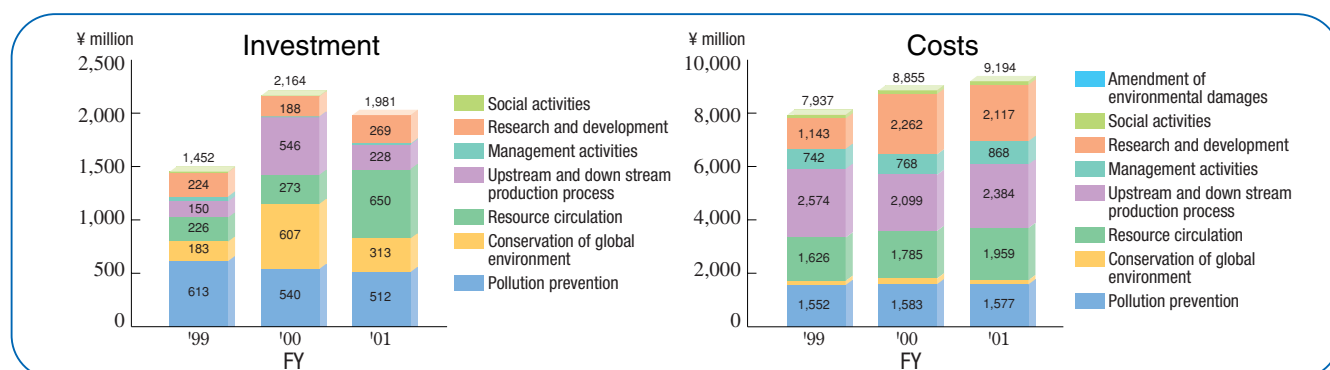 ¥ million
Investment
2,500
2,000
1,500
1,000
500
0
1,452
224
150
226
183
613
2,164
188
546
273
607
540
1,981
269
228
650
313
512
'99
'00
'01
FY
Social activities
Research and development
Management activities
Upstream and down stream
production process
Resource circulation
Conservation of global
environment
Pollution prevention
¥ million
Costs
10,000
8,000
6,000
4,000
2,000
0
7,937
1,143
742
2,574
1,626
1,552
8,855
2,262
768
2,099
1,785
1,583
9,194
2,117
868
2,384
1,959
1,577
'99
'00
'01
FY
Amendment of
environmental damages
Social activities
Research and development
Management activities
Upstream and down stream
production process
Resource circulation
Conservation of global
environment
Pollution prevention